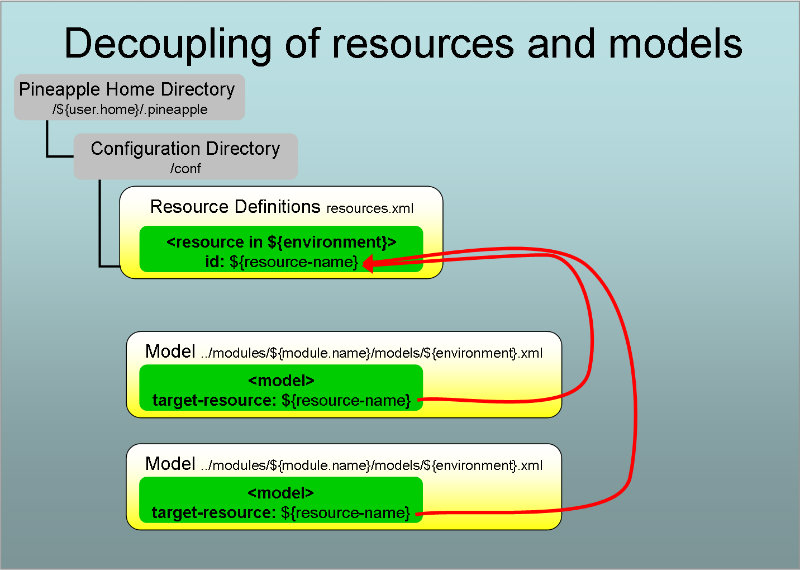 Decoupling of resources and models
Pineapple Home Directory
/${user.home}/.pineapple
Configuration Directory
/conf
Resource Definitions resources.xml
<resource in ${environment}>
id: ${resource-name}
Model ../modules/${module.name}/models/${environment}.xml
<model>
target-resource: ${resource-name}
Model ../modules/${module.name}/models/${environment}.xml
<model>
target-resource: ${resource-name}